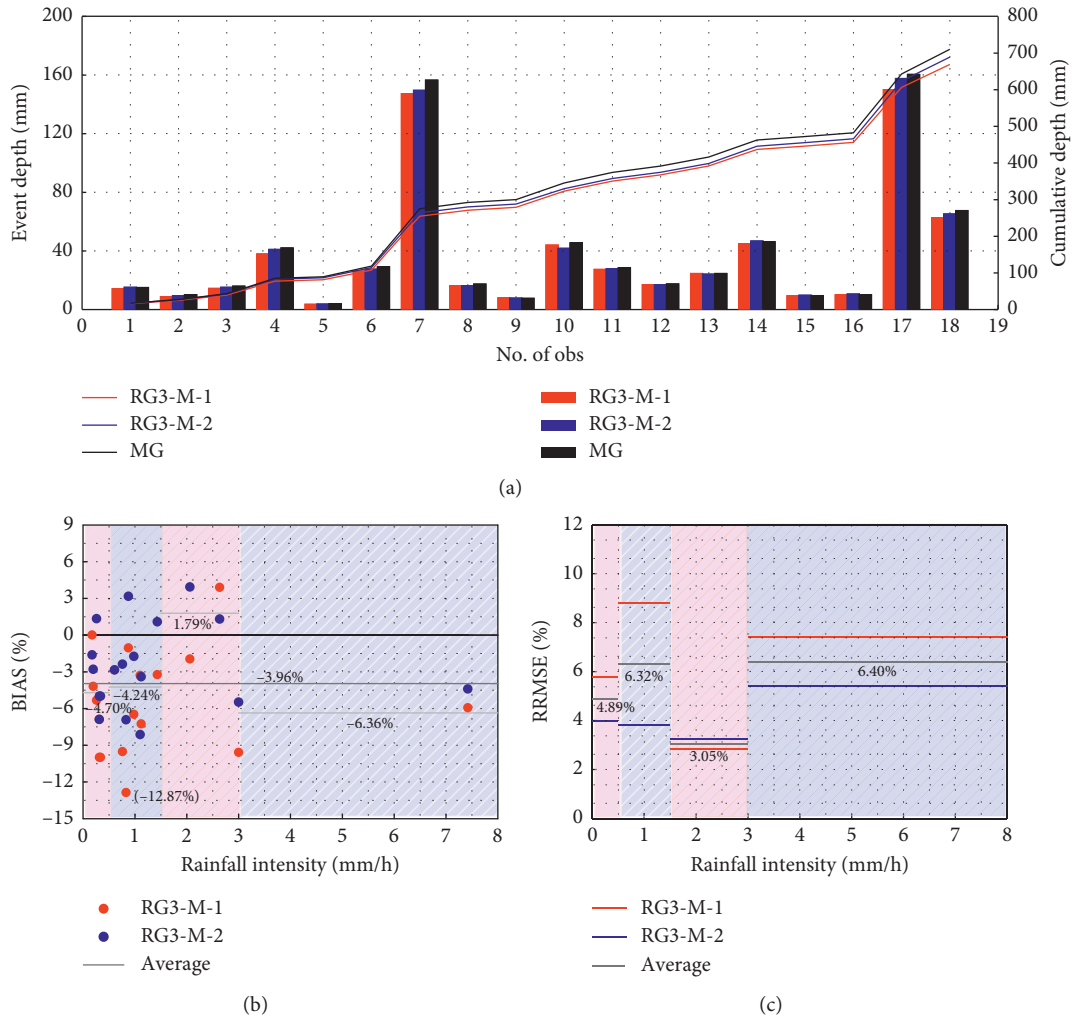 200
160
120
80
40
0
Event depth (mm)
800
700
600
500
400
300
200
100
0
Cumulative depth (mm)
0 1 2 3 4 5 6 7 8 9 10 11 12 13 14 15 16 17 18 19
No. of obs
RG3-M-1
RG3-M-2
MG
RG3-M-1
RG3-M-2
MG
(a)
9
6
3
0
−3
−6
−9
−12
−15
BIAS (%)
1.79%
−3.96%
−4.24%
−4.70%
−6.36%
(−12.87%)
0 1 2 3 4 5 6 7 8
Rainfall intensity (mm/h)
RG3-M-1
RG3-M-2
Average
(b)
12
10
8
6
4
2
0
RRMSE (%)
6.32%
6.40%
4.89%
3.05%
0 1 2 3 4 5 6 7 8
Rainfall intensity (mm/h)
RG3-M-1
RG3-M-2
Average
(c)